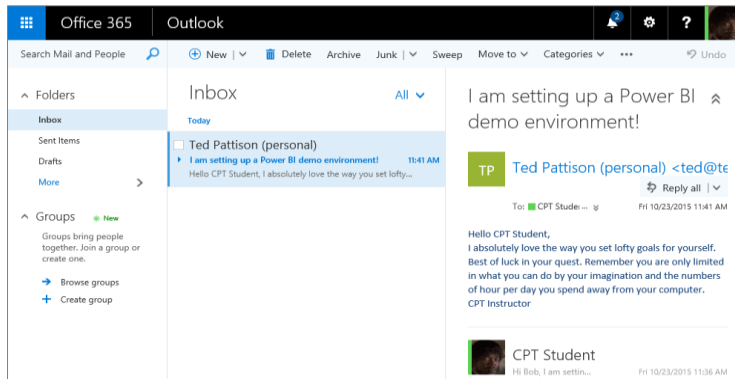 Office 365
Outlook
2
?
Search Mail and People
New
Delete
Archive
Junk
Sweep
Move to
Categories
...
Undo
Folders
Inbox
Sent Items
Drafts
More
Groups
New
Groups bring people
together. Join a group or
create one.
Browse groups
Create group
Inbox
All
Today
Ted Pattison (personal)
I am setting up a Power BI demo environment! 11:41 AM
Hello CPT Student, I absolutely love the way you set lofty...
I am setting up a Power BI
demo environment!
TP
Ted Pattison (personal) <ted@te
Reply all
To: CPT Stude... Fri 10/23/2015 11:41 AM
Hello CPT Student,
I absolutely love the way you set lofty goals for yourself.
Best of luck in your quest. Remember you are only limited
in what you can do by your imagination and the numbers
of hour per day you spend away from your computer.
CPT Instructor
CPT Student
Hi Bob, I am settin... Fri 10/23/2015 11:36 AM